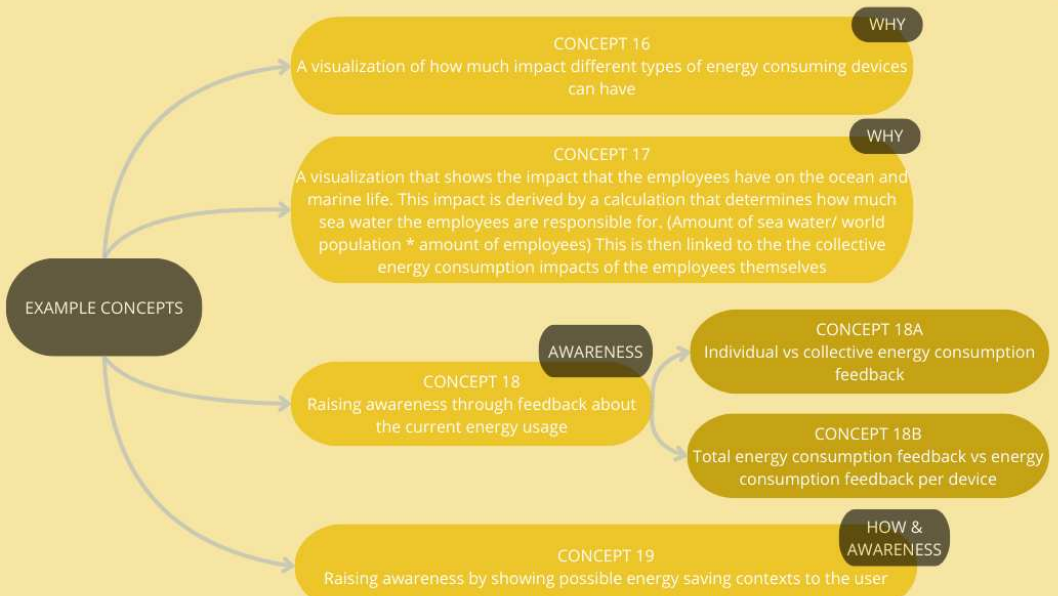 WHY
CONCEPT 16
A visualization of how much impact different types of energy consuming devices
can have
WHY
CONCEPT 17
A visualization that shows the impact that the employees have on the ocean and
marine life. This impact is derived by a calculation that determines how much
sea water the employees are responsible for. (Amount of sea water/ world
population * amount of employees) This is then linked to the the collective
energy consumption impacts of the employees themselves
EXAMPLE CONCEPTS
AWARENESS
CONCEPT 18
Raising awareness through feedback about
the current energy usage
CONCEPT 18A
Individual vs collective energy consumption
feedback
CONCEPT 18B
Total energy consumption feedback vs energy
consumption feedback per device
HOW &
AWARENESS
CONCEPT 19
Raising awareness by showing possible energy saving contexts to the user